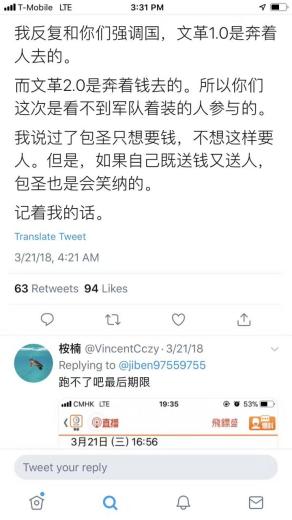 T-Mobile LTE 3:31 PM
我反复和你们强调国，文革1.0是奔着
人去的。
而文革2.0是奔着钱去的。所以你们
这次是看不到军队着装的人参与的。
我说过了包圣只想要钱，不想这样要
人。但是，如果自己既送钱又送人，
包圣也是会笑纳的。
记着我的话。
Translate Tweet
3/21/18, 4:21 AM
63 Retweets 94 Likes
桉楠 @VincentCczy · 3/21/18
Replying to @jiben97559755
跑不了吧最后期限
CMHK LTE 19:35 53%
直播 飛鏢盛
3月21日 (三) 16:56
Tweet your reply